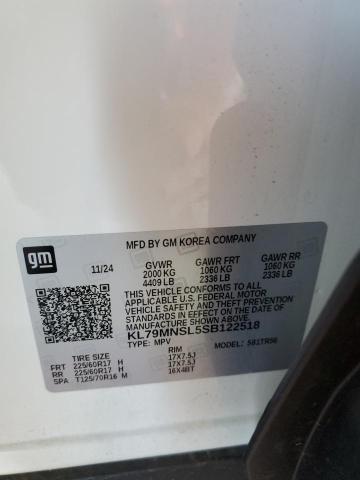 gm
MFD BY GM KOREA COMPANY
11/24 GVWR GAWR FRT GAWR RR
2000 KG 1060 KG 1060 KG
4409 LB 2336 LB 2336 LB
THIS VEHICLE CONFORMS TO ALL
APPLICABLE U.S. FEDERAL MOTOR
VEHICLE SAFETY AND THEFT PREVENTION
STANDARDS IN EFFECT ON THE DATE OF
MANUFACTURE SHOWN ABOVE.
KL79MNSL5SB122518
TYPE: MPV MODEL: 5B1TR56
TIRE SIZE RIM
FRT 225/60R17 H 17X7.5J
RR 225/60R17 H 17X7.5J
SPA T125/70R16 M 16X4BT